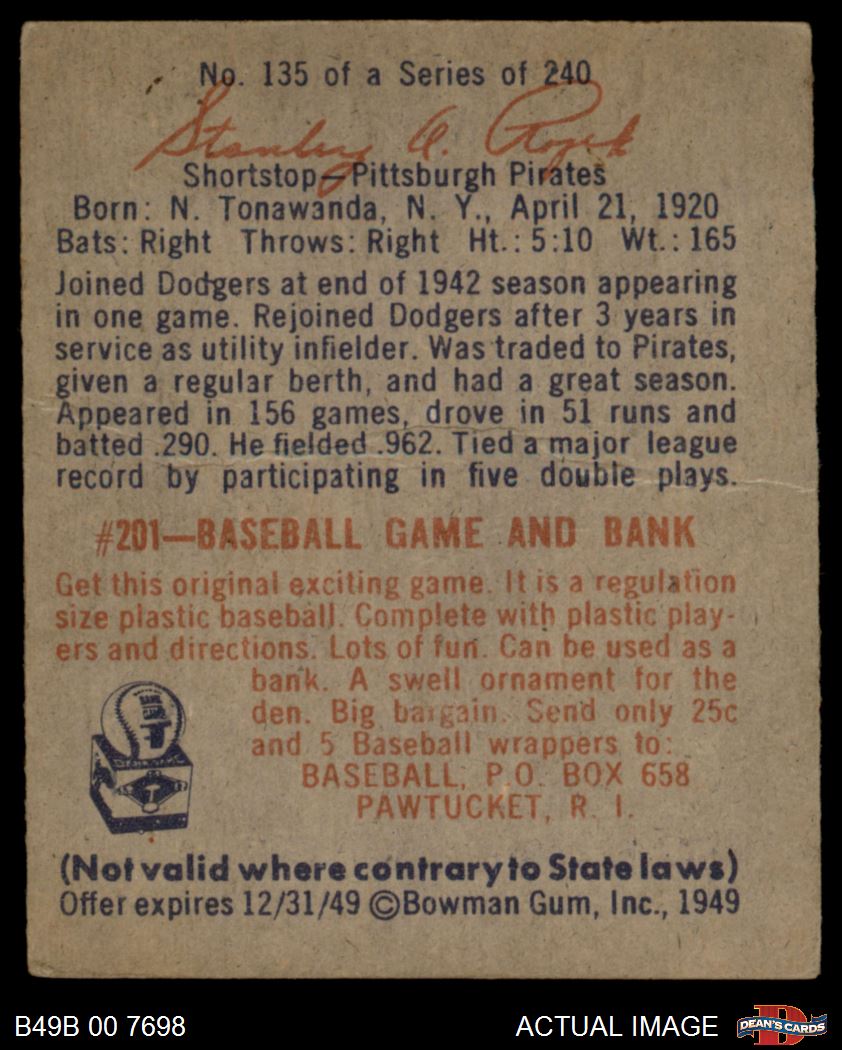 No. 135 of a Series of 240
Stanley A. Rojek
Shortstop—Pittsburgh Pirates
Born: N. Tonawanda, N. Y., April 21, 1920
Bats: Right Throws: Right Ht.: 5:10 Wt.: 165
Joined Dodgers at end of 1942 season appearing
in one game. Rejoined Dodgers after 3 years in
service as utility infielder. Was traded to Pirates,
given a regular berth, and had a great season.
Appeared in 156 games, drove in 51 runs and
batted .290. He fielded .962. Tied a major league
record by participating in five double plays.
#201—BASEBALL GAME AND BANK
Get this original exciting game. It is a regulation
size plastic baseball. Complete with plastic play-
ers and directions. Lots of fun. Can be used as a
bank. A swell ornament for the
den. Big bargain. Send only 25c
and 5 Baseball wrappers to:
BASEBALL, P.O. BOX 658
PAWTUCKET, R. I.
(Not valid where contrary to State laws)
Offer expires 12/31/49 ©Bowman Gum, Inc., 1949
B49B 00 7698
ACTUAL IMAGE
DEAN'S CARDS